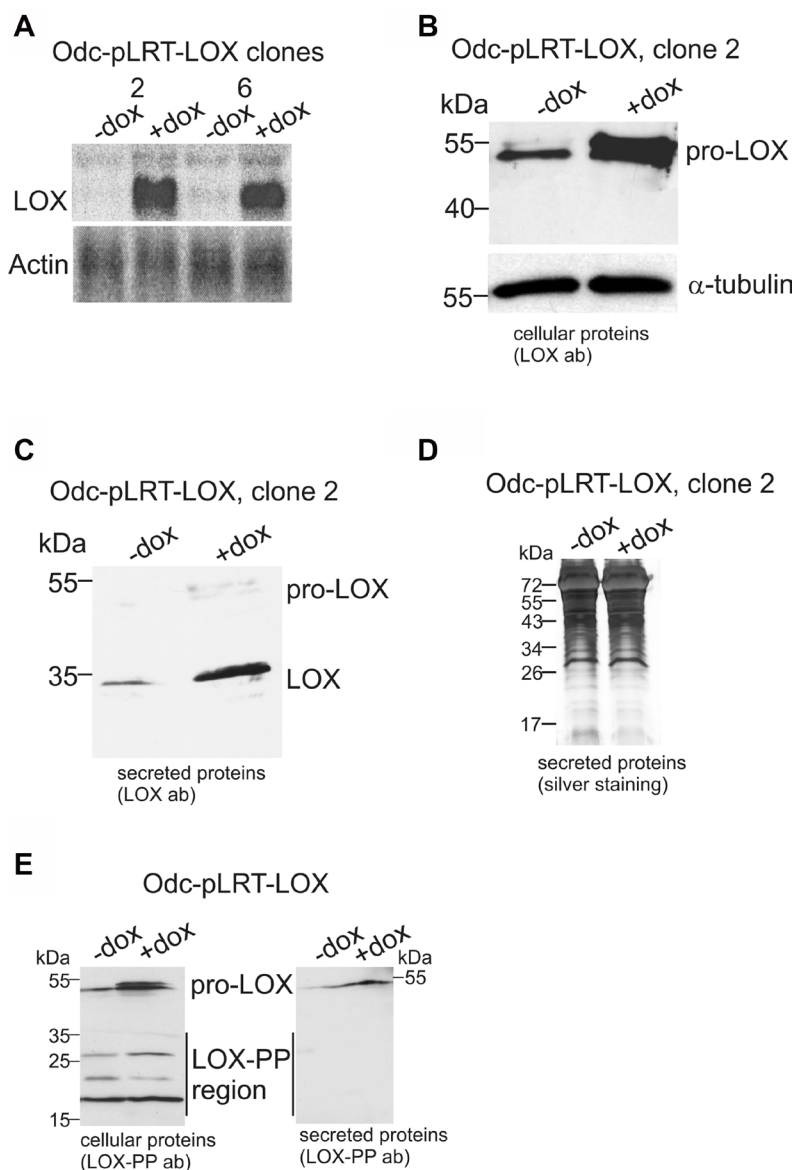 A
Odc-pLRT-LOX clones
2 6
-dox +dox -dox +dox
LOX
Actin
B
Odc-pLRT-LOX, clone 2
kDa -dox +dox
55 pro-LOX
40
55 α-tubulin
cellular proteins
(LOX ab)
C
Odc-pLRT-LOX, clone 2
kDa -dox +dox
55 pro-LOX
35 LOX
secreted proteins
(LOX ab)
D
Odc-pLRT-LOX, clone 2
kDa -dox +dox
72
55
43
34
26
17
secreted proteins
(silver staining)
E
Odc-pLRT-LOX
kDa -dox +dox
55 pro-LOX
35
25 LOX-PP
region
15
cellular proteins
(LOX-PP ab)
-dox +dox kDa
55
secreted proteins
(LOX-PP ab)